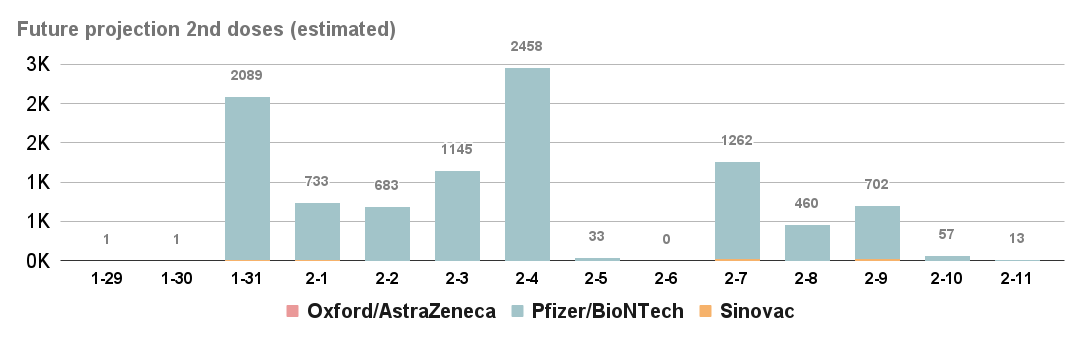 Future projection 2nd doses (estimated)
3K
2K
2K
1K
1K
0K
1
1
2089
733
683
1145
2458
33
0
1262
460
702
57
13
1-29 1-30 1-31 2-1 2-2 2-3 2-4 2-5 2-6 2-7 2-8 2-9 2-10 2-11
Oxford/AstraZeneca Pfizer/BioNTech Sinovac